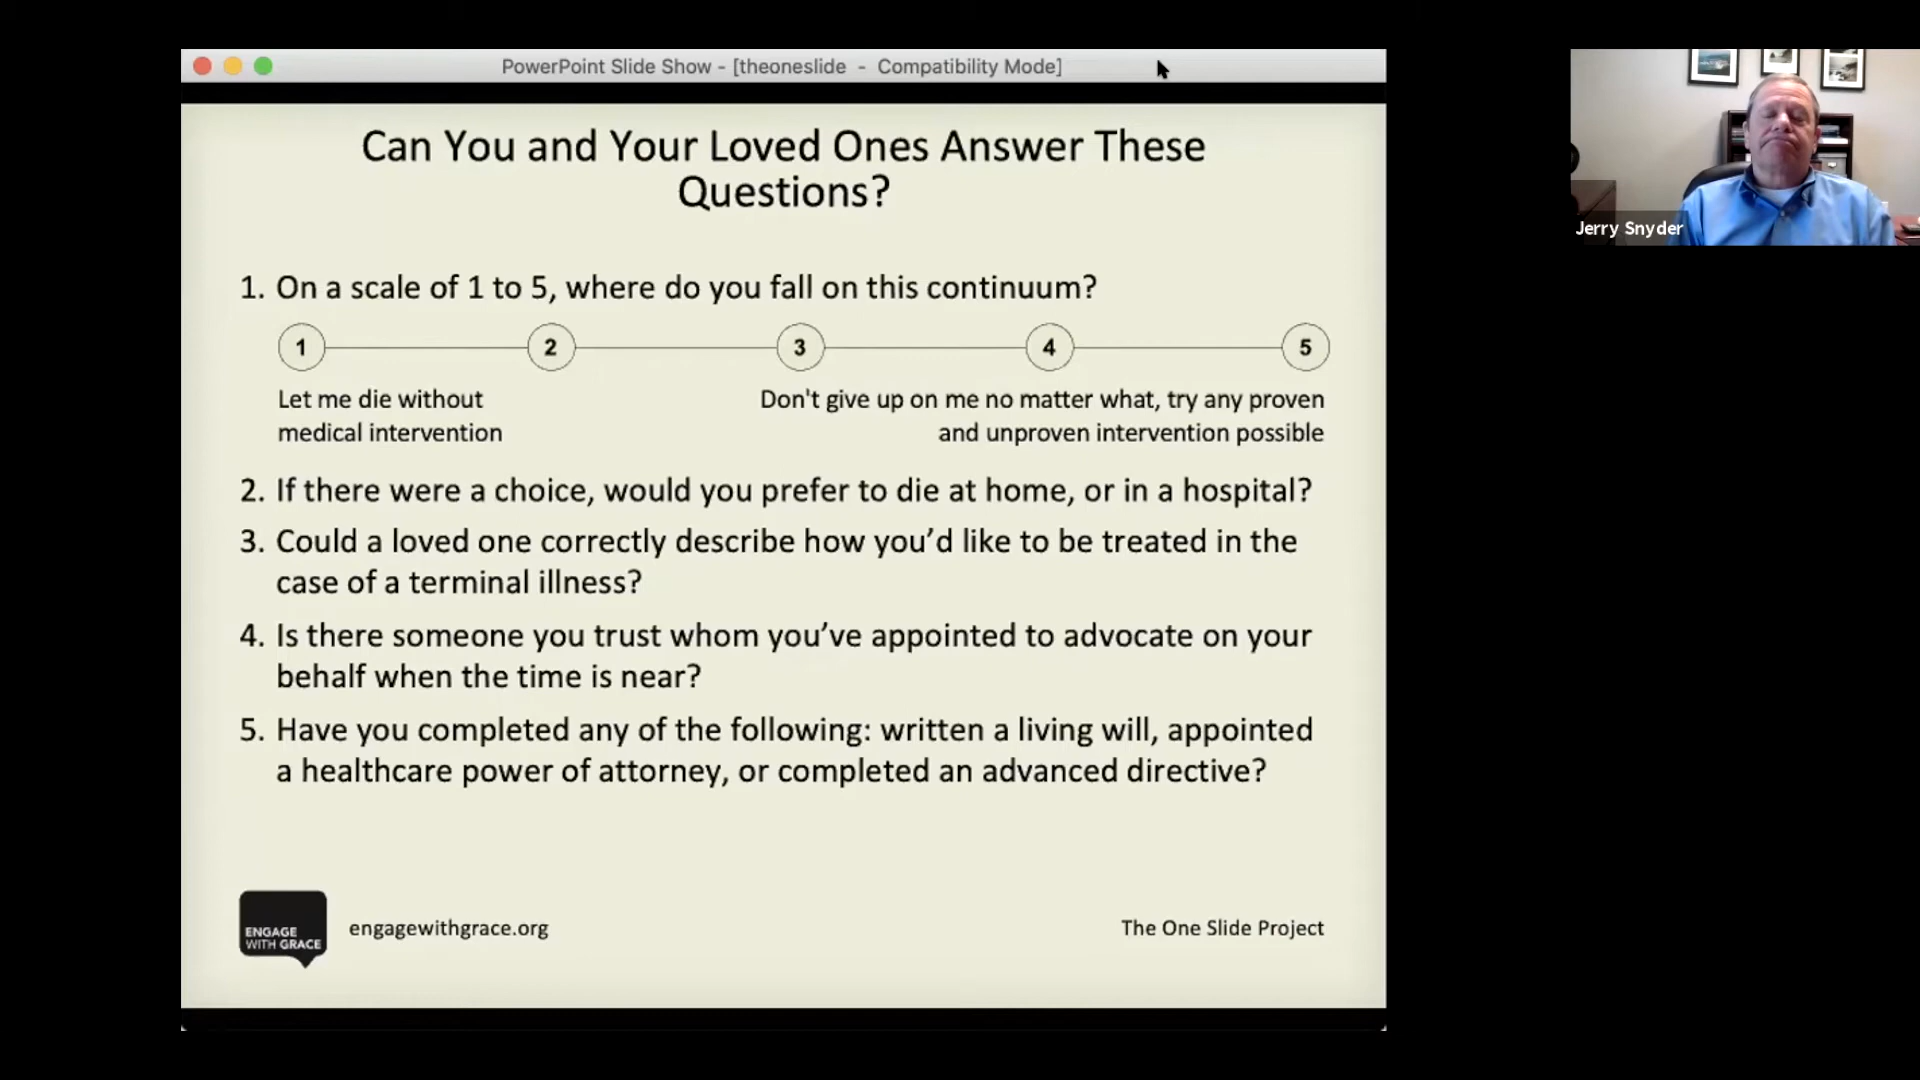 PowerPoint Slide Show - [theoneslide - Compatibility Mode]
Can You and Your Loved Ones Answer These
Questions?
1. On a scale of 1 to 5, where do you fall on this continuum?
1 2 3 4 5
Let me die without
medical intervention
Don't give up on me no matter what, try any proven
and unproven intervention possible
2. If there were a choice, would you prefer to die at home, or in a hospital?
3. Could a loved one correctly describe how you’d like to be treated in the
case of a terminal illness?
4. Is there someone you trust whom you’ve appointed to advocate on your
behalf when the time is near?
5. Have you completed any of the following: written a living will, appointed
a healthcare power of attorney, or completed an advanced directive?
ENGAGE
WITH GRACE
engagewithgrace.org
The One Slide Project
Jerry Snyder